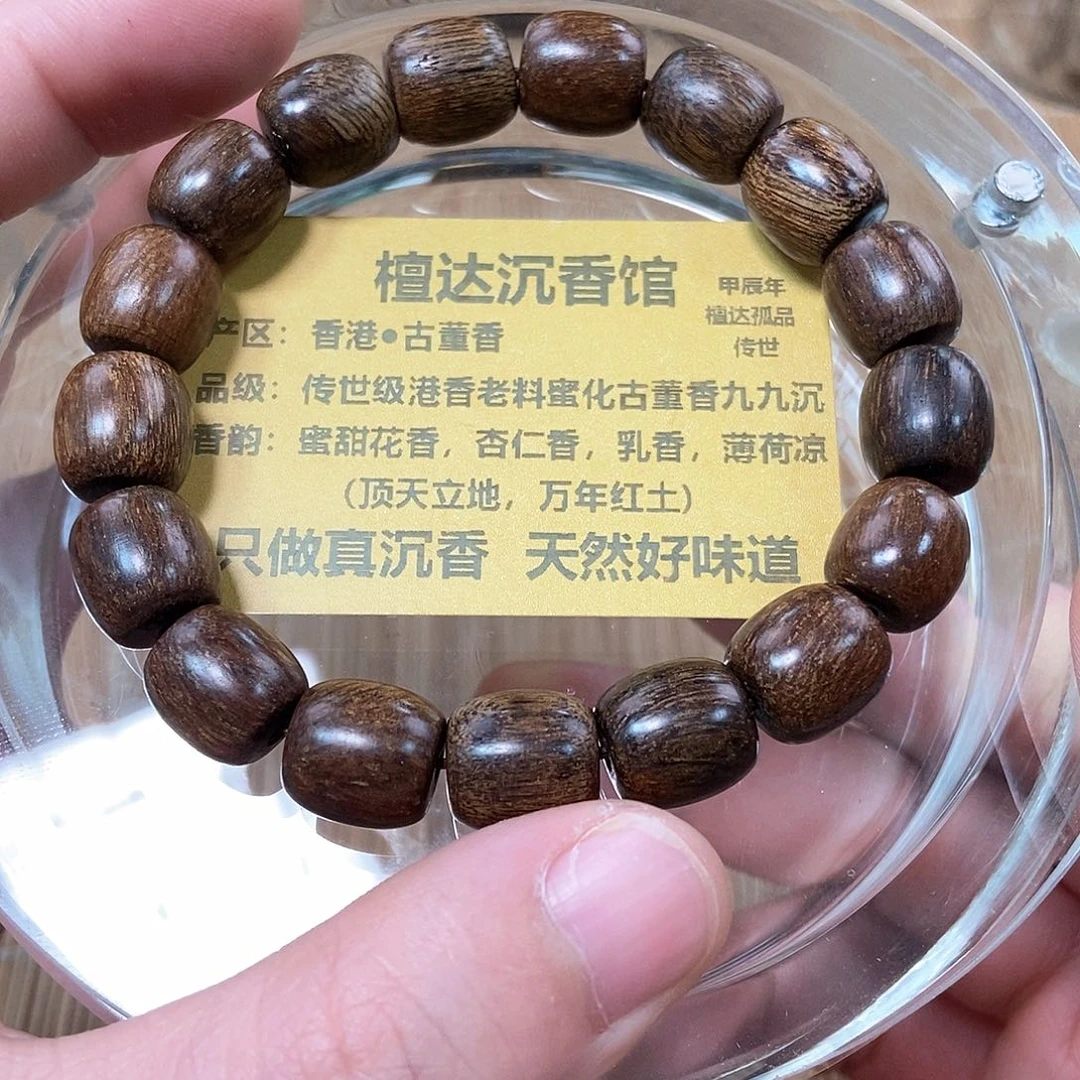 檀达沉香馆
甲辰年
檀达孤品
传世
产区：香港●古董香
品级：传世级港香老料蜜化古董香九九沉
香韵：蜜甜花香，杏仁香，乳香，薄荷凉
（顶天立地，万年红土）
只做真沉香 天然好味道